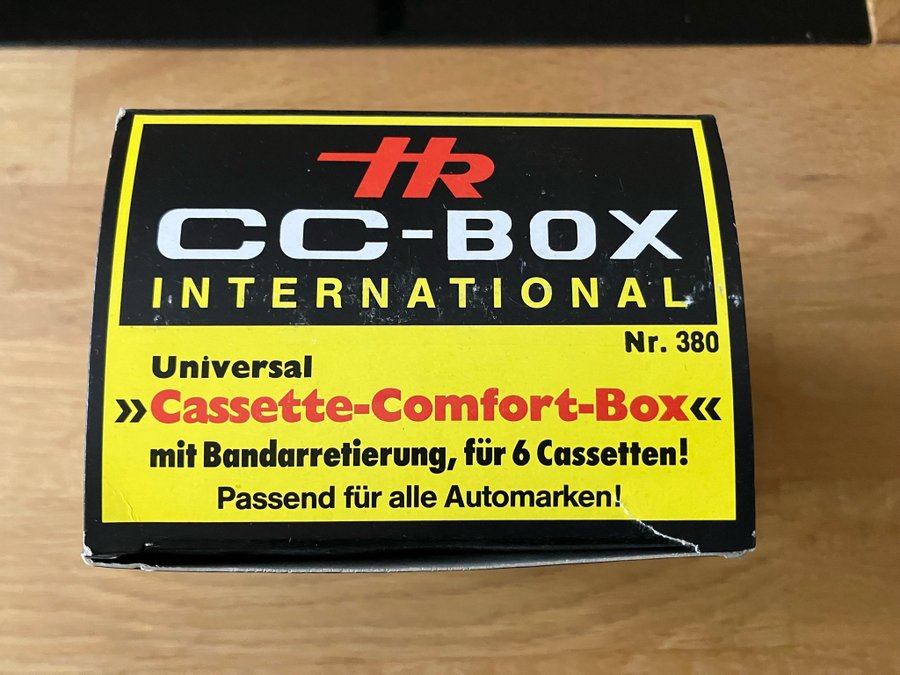 HR
CC-BOX
INTERNATIONAL
Nr. 380
Universal
»Cassette-Comfort-Box«
mit Bandarretierung, für 6 Cassetten!
Passend für alle Automarken!